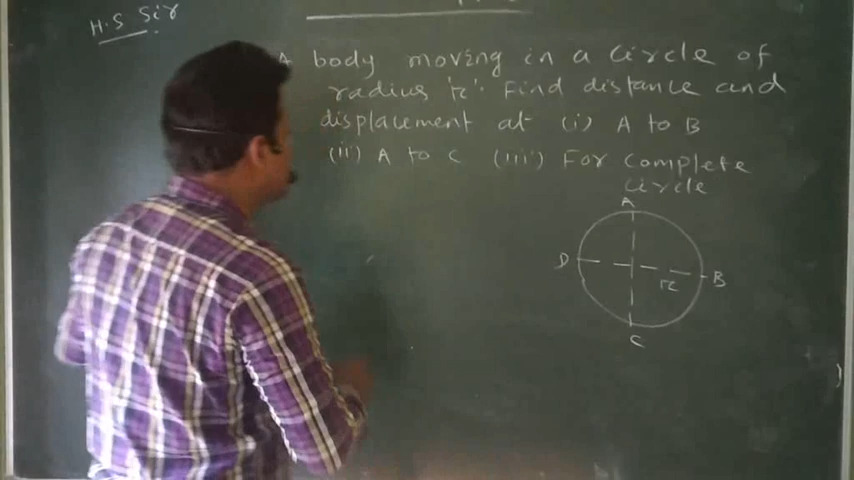 H.S Sir
A body moving in a circle of
radius 'r'. Find distance and
displacement at (i) A to B
(ii) A to C (iii) For complete
circle
A
D
B
r
C